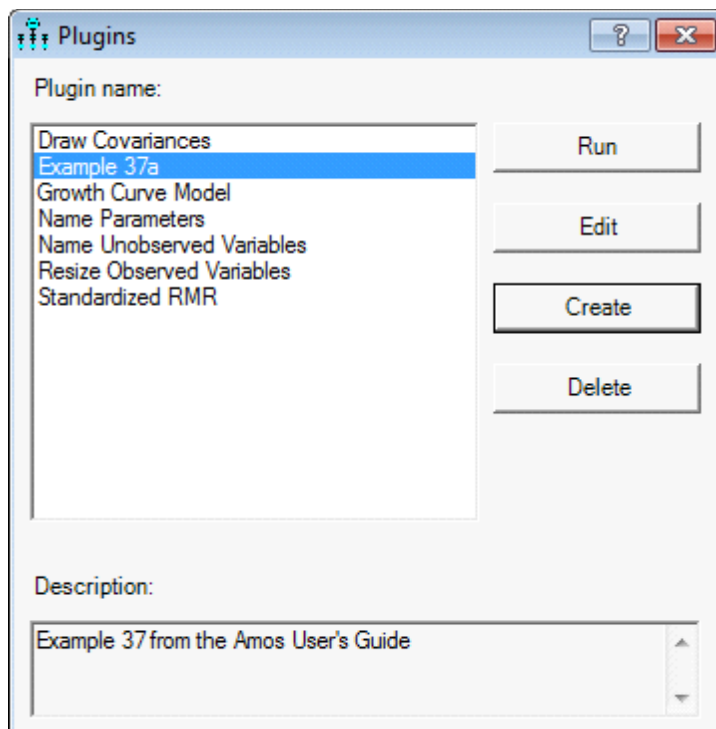 Plugins
Plugin name:
Draw Covariances
Example 37a
Growth Curve Model
Name Parameters
Name Unobserved Variables
Resize Observed Variables
Standardized RMR
Run
Edit
Create
Delete
Description:
Example 37 from the Amos User's Guide